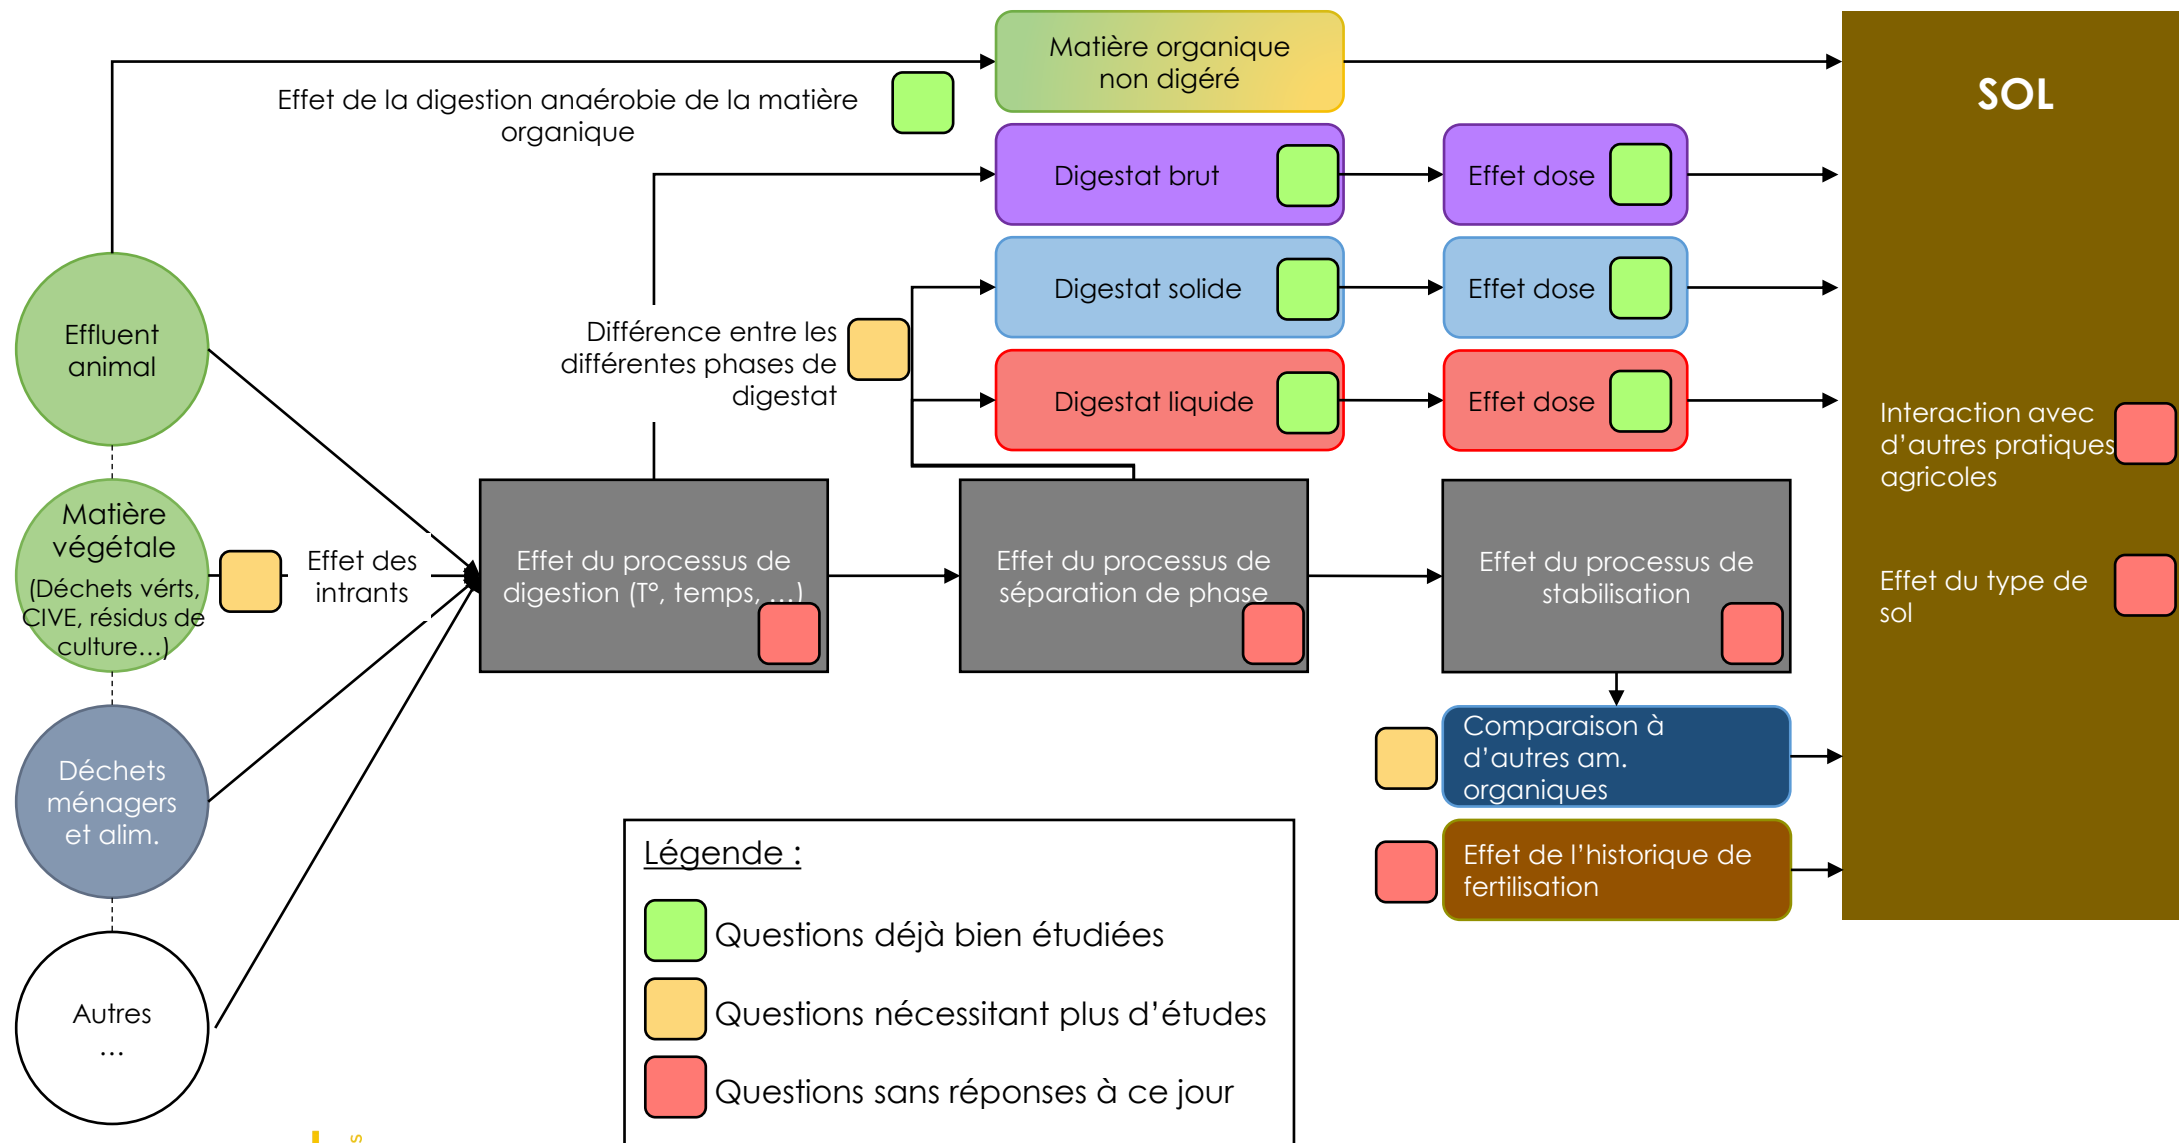 Matière organique
non digéré
SOL
Effet de la digestion anaérobie de la matière
organique
Digestat brut
Effet dose
Digestat solide
Effet dose
Effluent
animal
Différence entre les
différentes phases de
digestat
Digestat liquide
Effet dose
Interaction avec
d'autres pratiques
agricoles
Matière
végétale
(Déchets vérts,
CIVE, résidus de
culture...)
Effet des
intrants
Effet du processus de
digestion (T°, temps, ...)
Effet du processus de
séparation de phase
Effet du processus de
stabilisation
Effet du type de
sol
Déchets
ménagers
et alim.
Comparaison à
d'autres am.
organiques
Effet de l'historique de
fertilisation
Autres
...
Légende :
Questions déjà bien étudiées
Questions nécessitant plus d'études
Questions sans réponses à ce jour